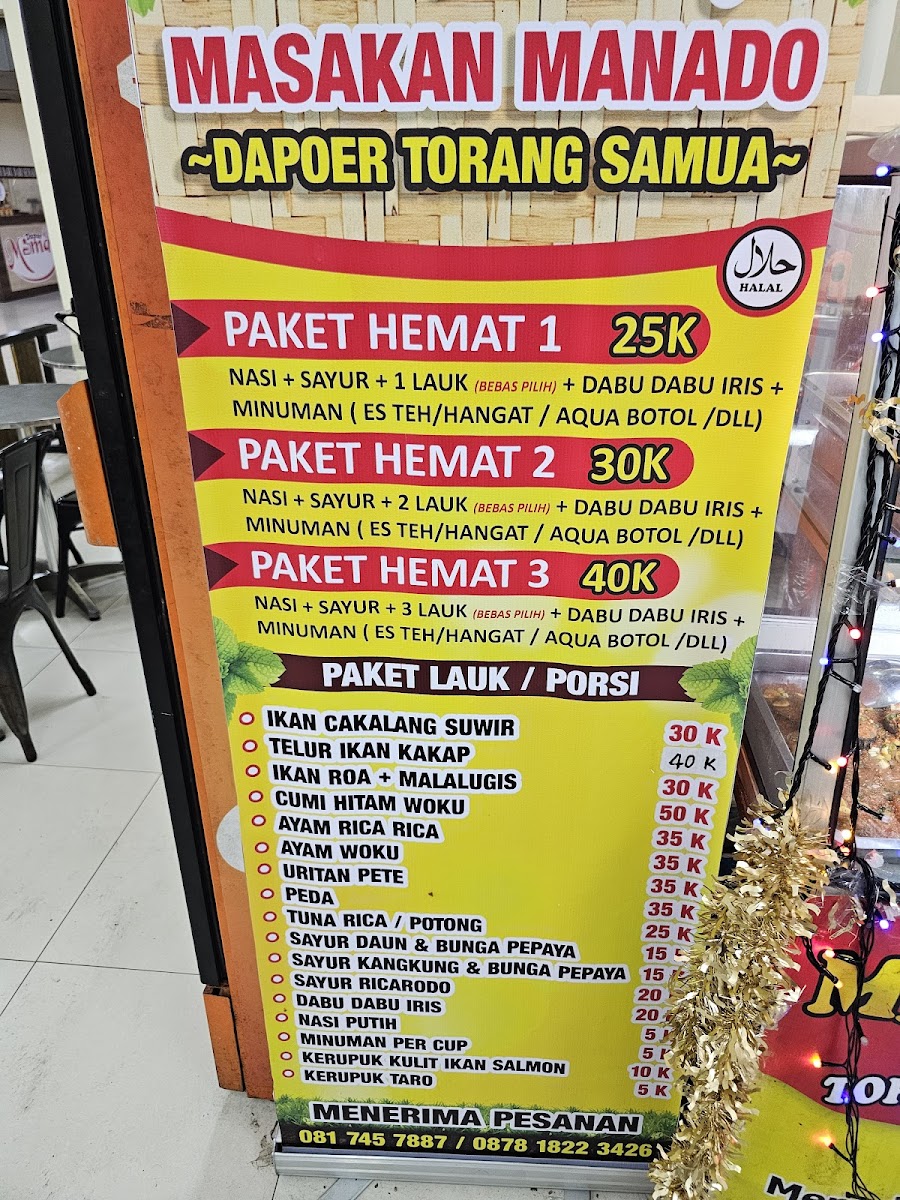 MASAKAN MANADO
~DAPOER TORANG SAMUA~
حلال
HALAL
PAKET HEMAT 1 25K
NASI + SAYUR + 1 LAUK (BEBAS PILIH) + DABU DABU IRIS +
MINUMAN ( ES TEH/HANGAT / AQUA BOTOL /DLL)
PAKET HEMAT 2 30K
NASI + SAYUR + 2 LAUK (BEBAS PILIH) + DABU DABU IRIS +
MINUMAN ( ES TEH/HANGAT / AQUA BOTOL /DLL)
PAKET HEMAT 3 40K
NASI + SAYUR + 3 LAUK (BEBAS PILIH) + DABU DABU IRIS +
MINUMAN ( ES TEH/HANGAT / AQUA BOTOL /DLL)
PAKET LAUK / PORSI
IKAN CAKALANG SUWIR 30 K
TELUR IKAN KAKAP 40 K
IKAN ROA + MALALUGIS 30 K
CUMI HITAM WOKU 50 K
AYAM RICA RICA 35 K
AYAM WOKU 35 K
URITAN PETE 35 K
PEDA 35 K
TUNA RICA / POTONG 25 K
SAYUR DAUN & BUNGA PEPAYA 15
SAYUR KANGKUNG & BUNGA PEPAYA 15
SAYUR RICARODO 20
DABU DABU IRIS 20
NASI PUTIH 5
MINUMAN PER CUP 5
KERUPUK KULIT IKAN SALMON 10 K
KERUPUK TARO 5 K
MENERIMA PESANAN
081 745 7887 / 0878 1822 3426